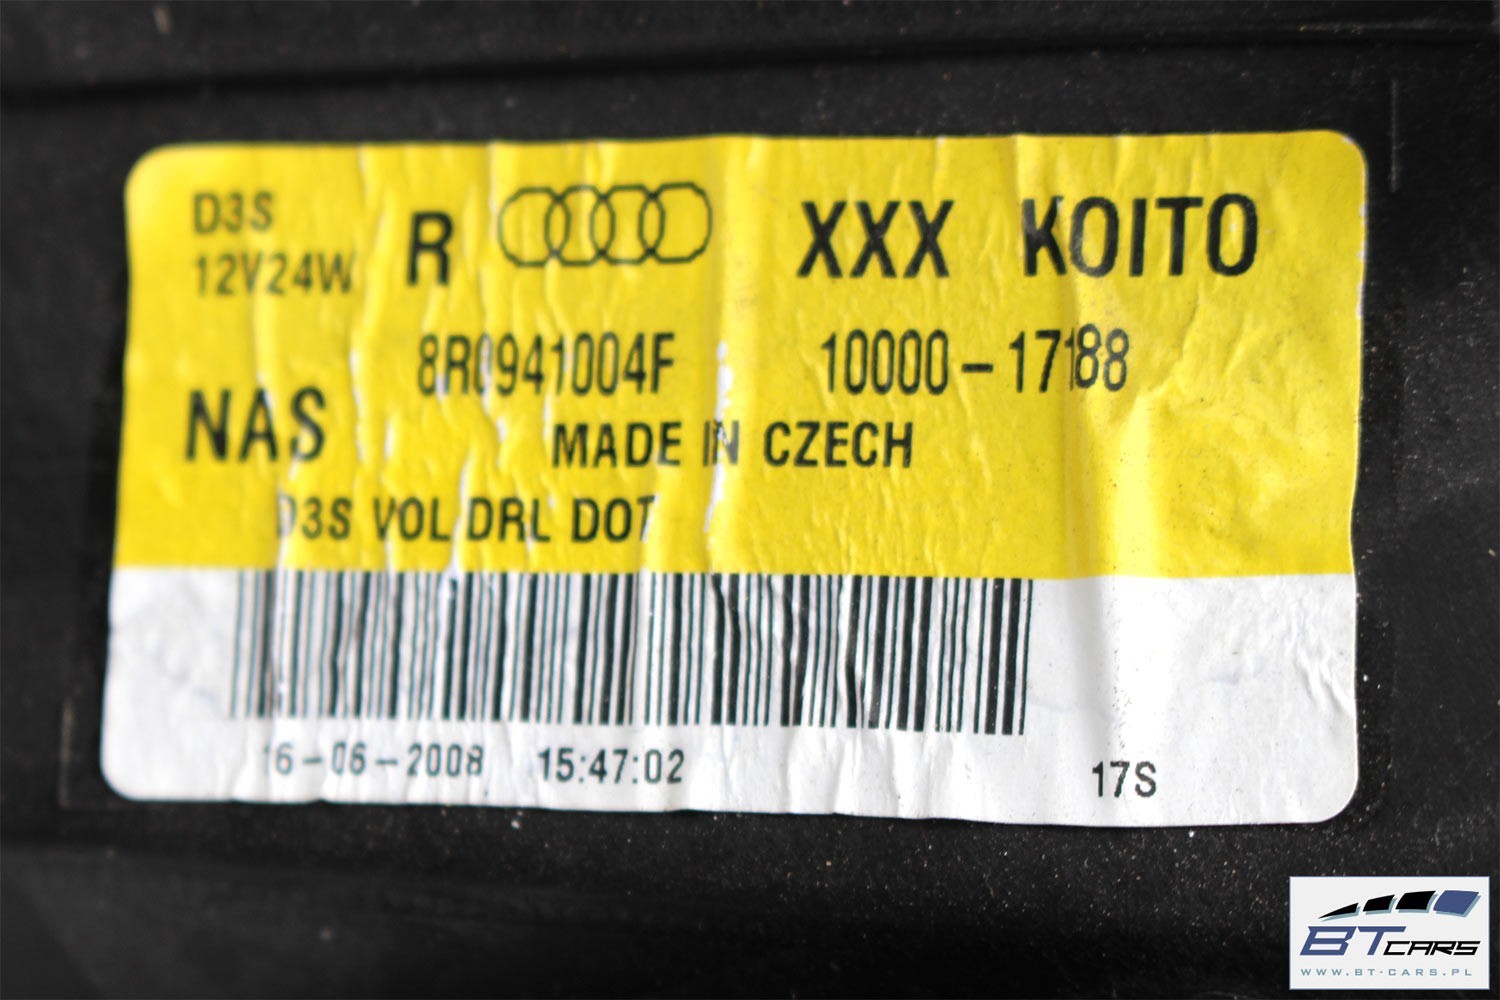 D3S
12V24W
R
XXX KOITO
8R0941004F
10000-17188
NAS
MADE IN CZECH
D3S VOL DRL DOT
16-06-2008 15:47:02
17S
BT CARS
WWW.BT-CARS.PL